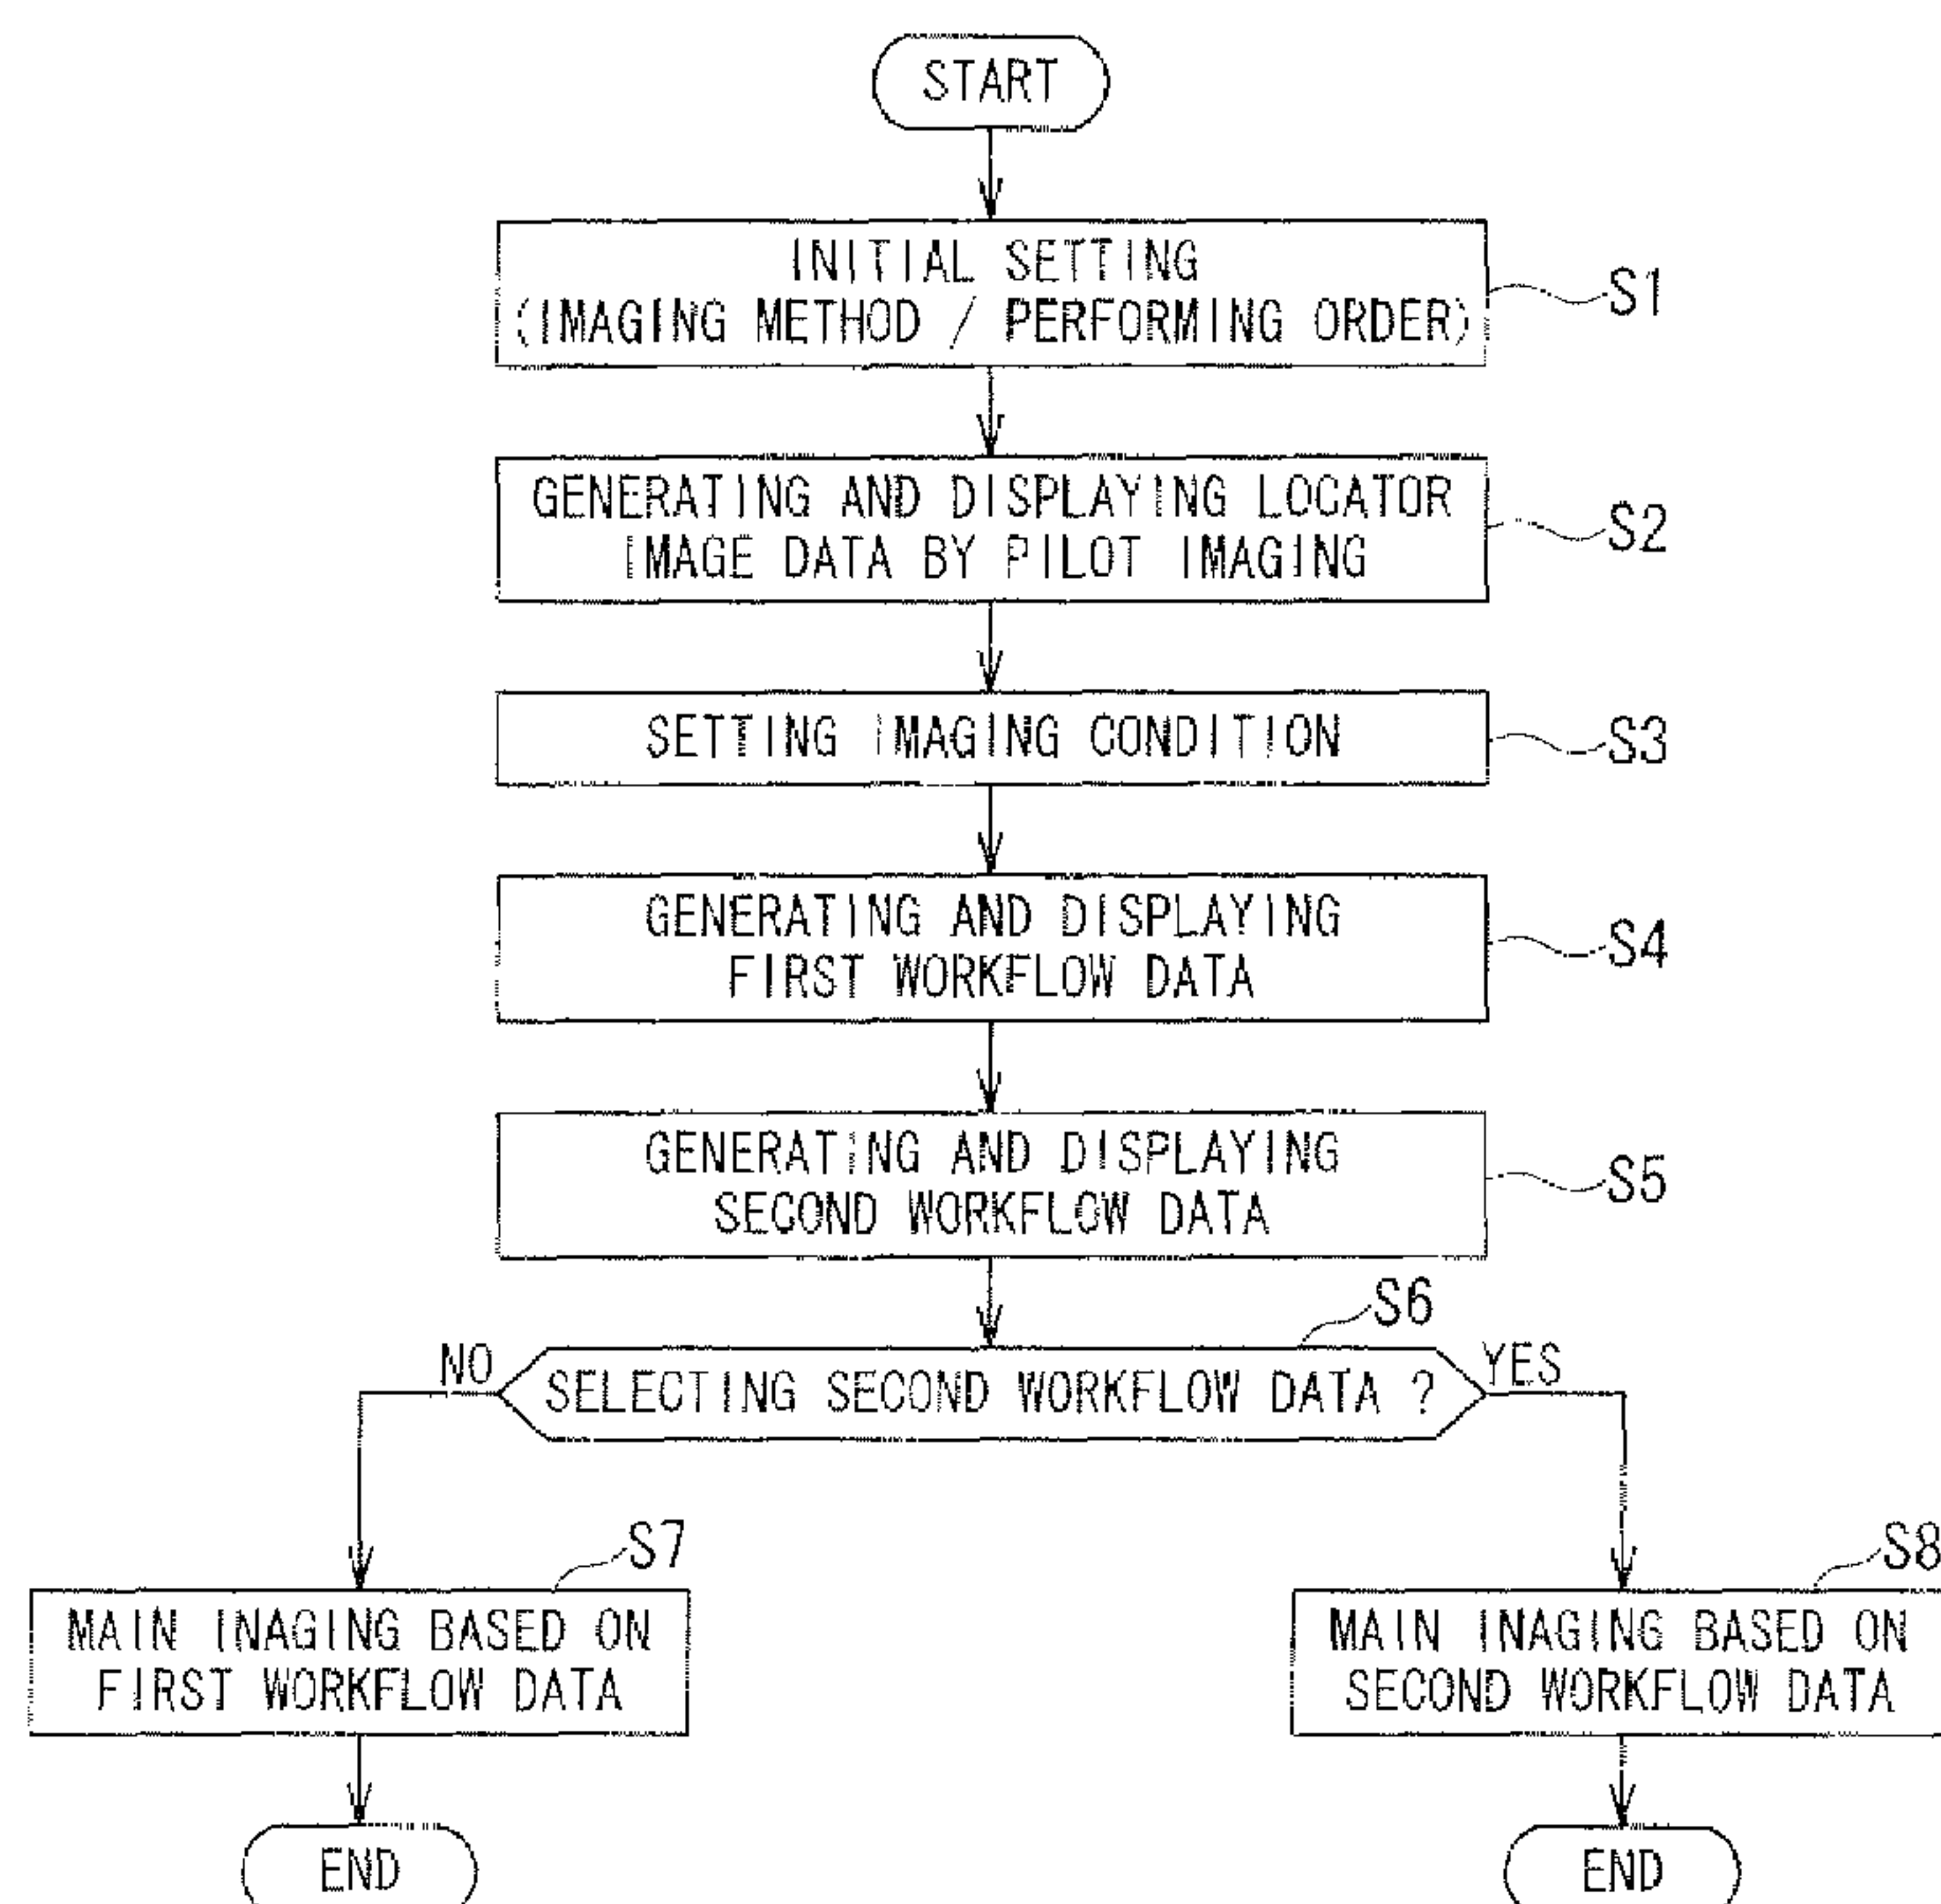 START
INITIAL SETTING
(IMAGING METHOD / PERFORMING ORDER)
S1
GENERATING AND DISPLAYING LOCATOR
IMAGE DATA BY PILOT IMAGING
S2
SETTING IMAGING CONDITION
S3
GENERATING AND DISPLAYING
FIRST WORKFLOW DATA
S4
GENERATING AND DISPLAYING
SECOND WORKFLOW DATA
S5
S6
NO
SELECTING SECOND WORKFLOW DATA ?
YES
S7
MAIN INAGING BASED ON
FIRST WORKFLOW DATA
S8
MAIN INAGING BASED ON
SECOND WORKFLOW DATA
END
END